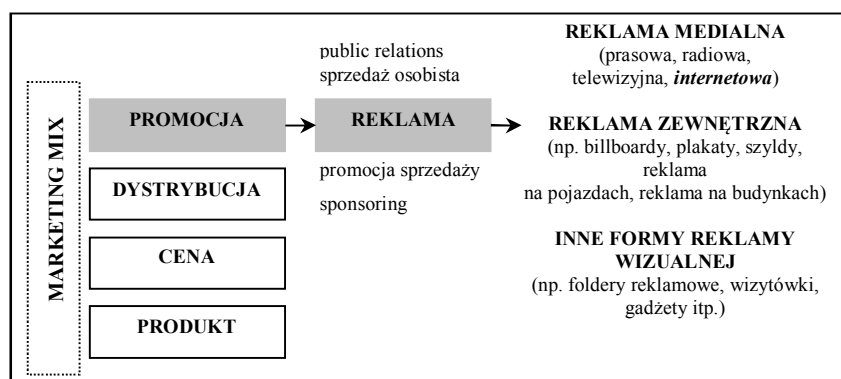 MARKETING MIX
PROMOCJA
DYSTRYBUCJA
CENA
PRODUKT
public relations
sprzedaż osobista
REKLAMA
promocja sprzedaży
sponsoring
REKLAMA MEDIALNA
(prasowa, radiowa,
telewizyjna, internetowa)
REKLAMA ZEWNĘTRZNA
(np. billboardy, plakaty, szyldy,
reklama
na pojazdach, reklama na budynkach)
INNE FORMY REKLAMY
WIZUALNEJ
(np. foldery reklamowe, wizytówki,
gadżety itp.)